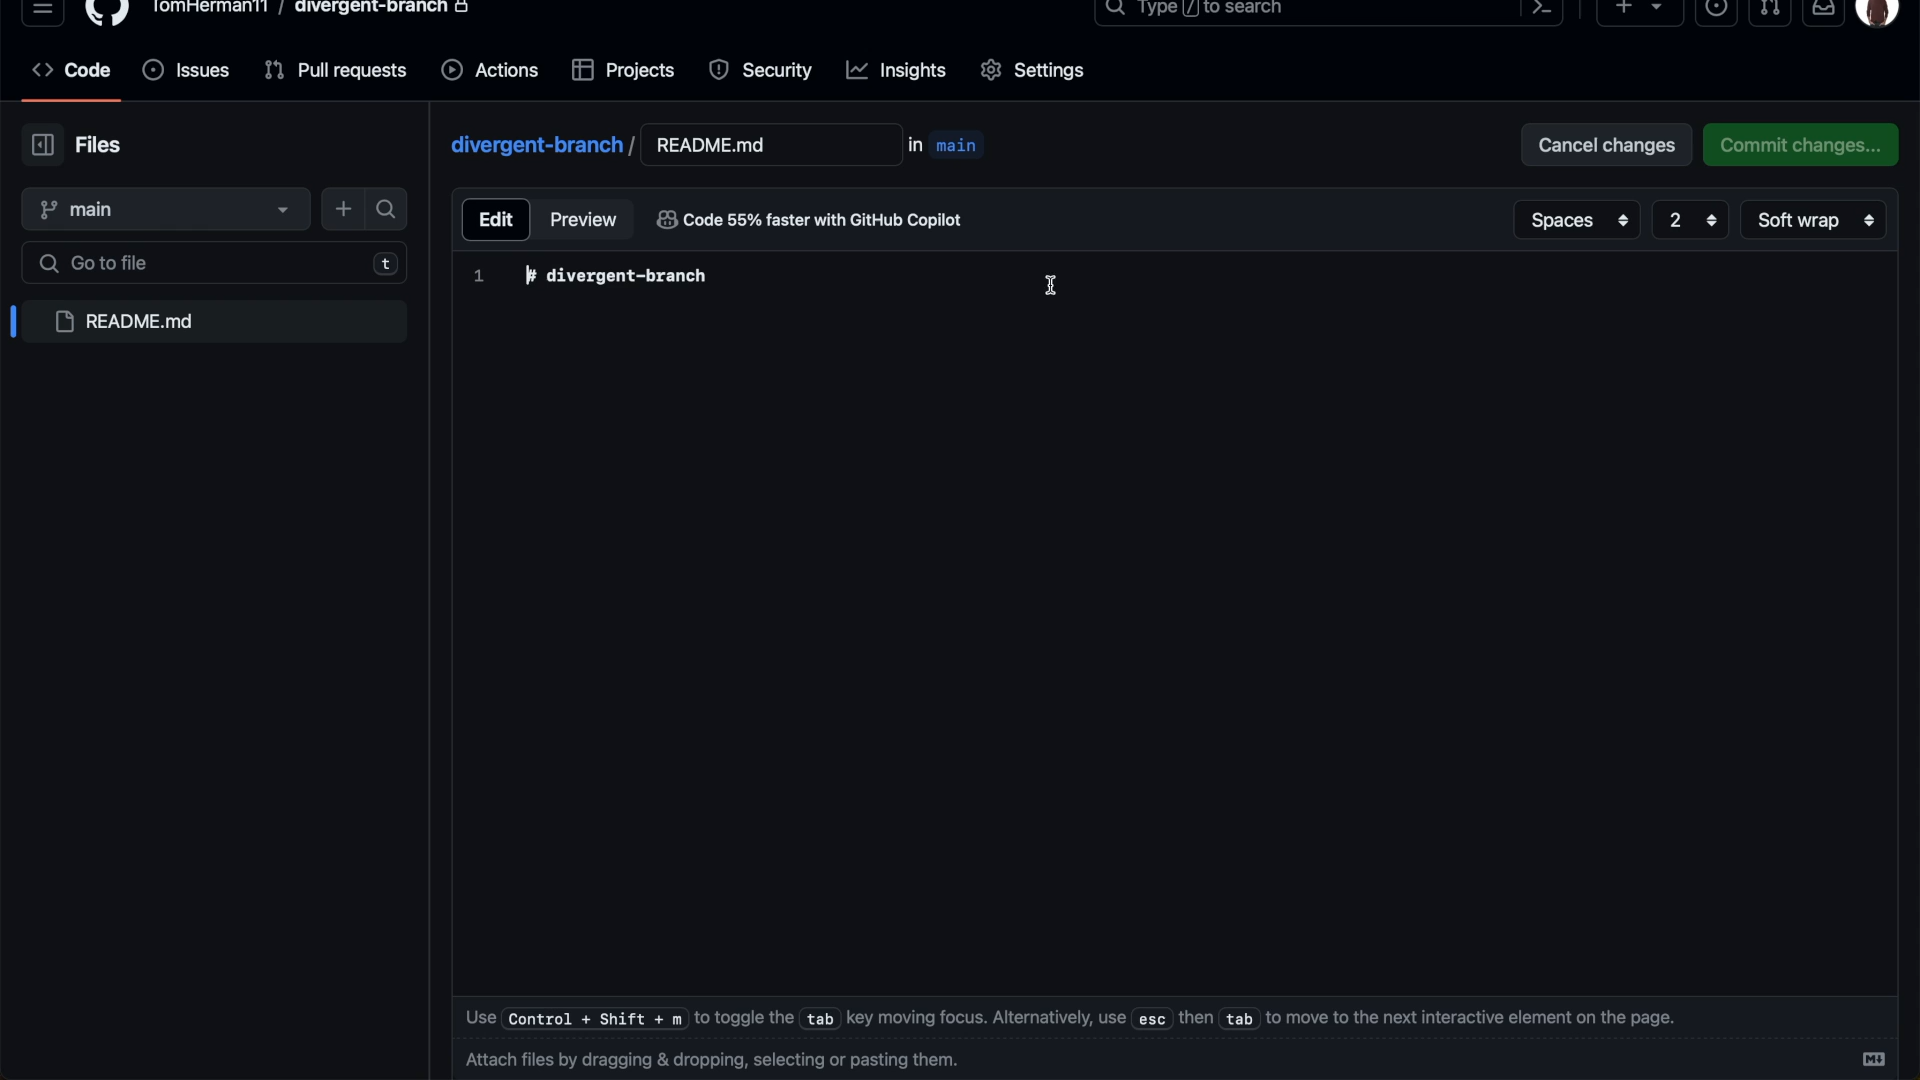 TomHerman11 / divergent-branch
Type / to search
Code Issues Pull requests Actions Projects Security Insights Settings
Files
divergent-branch / README.md in main
Cancel changes Commit changes...
main
Edit Preview Code 55% faster with GitHub Copilot
Spaces 2 Soft wrap
Go to file t
1 # divergent-branch
README.md
Use Control + Shift + m to toggle the tab key moving focus. Alternatively, use esc then tab to move to the next interactive element on the page.
Attach files by dragging & dropping, selecting or pasting them.